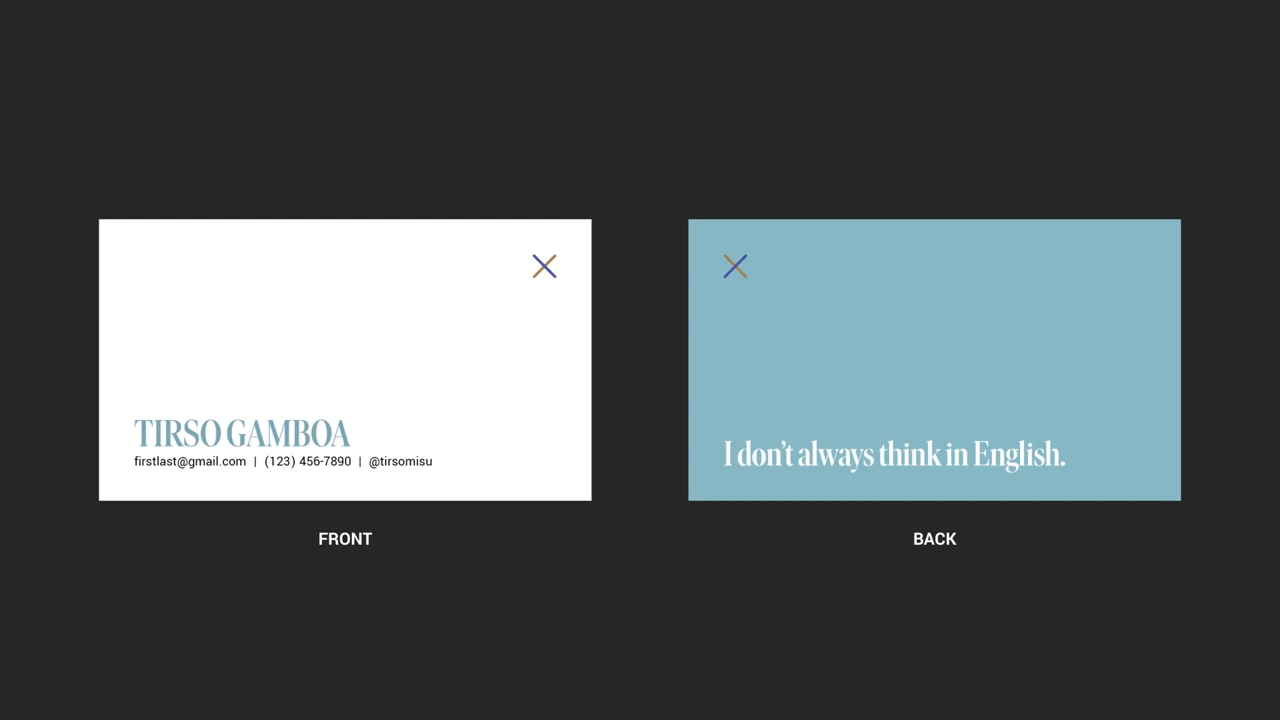 TIRSO GAMBOA
firstlast@gmail.com | (123) 456-7890 | @tirsomisu
FRONT
I don’t always think in English.
BACK